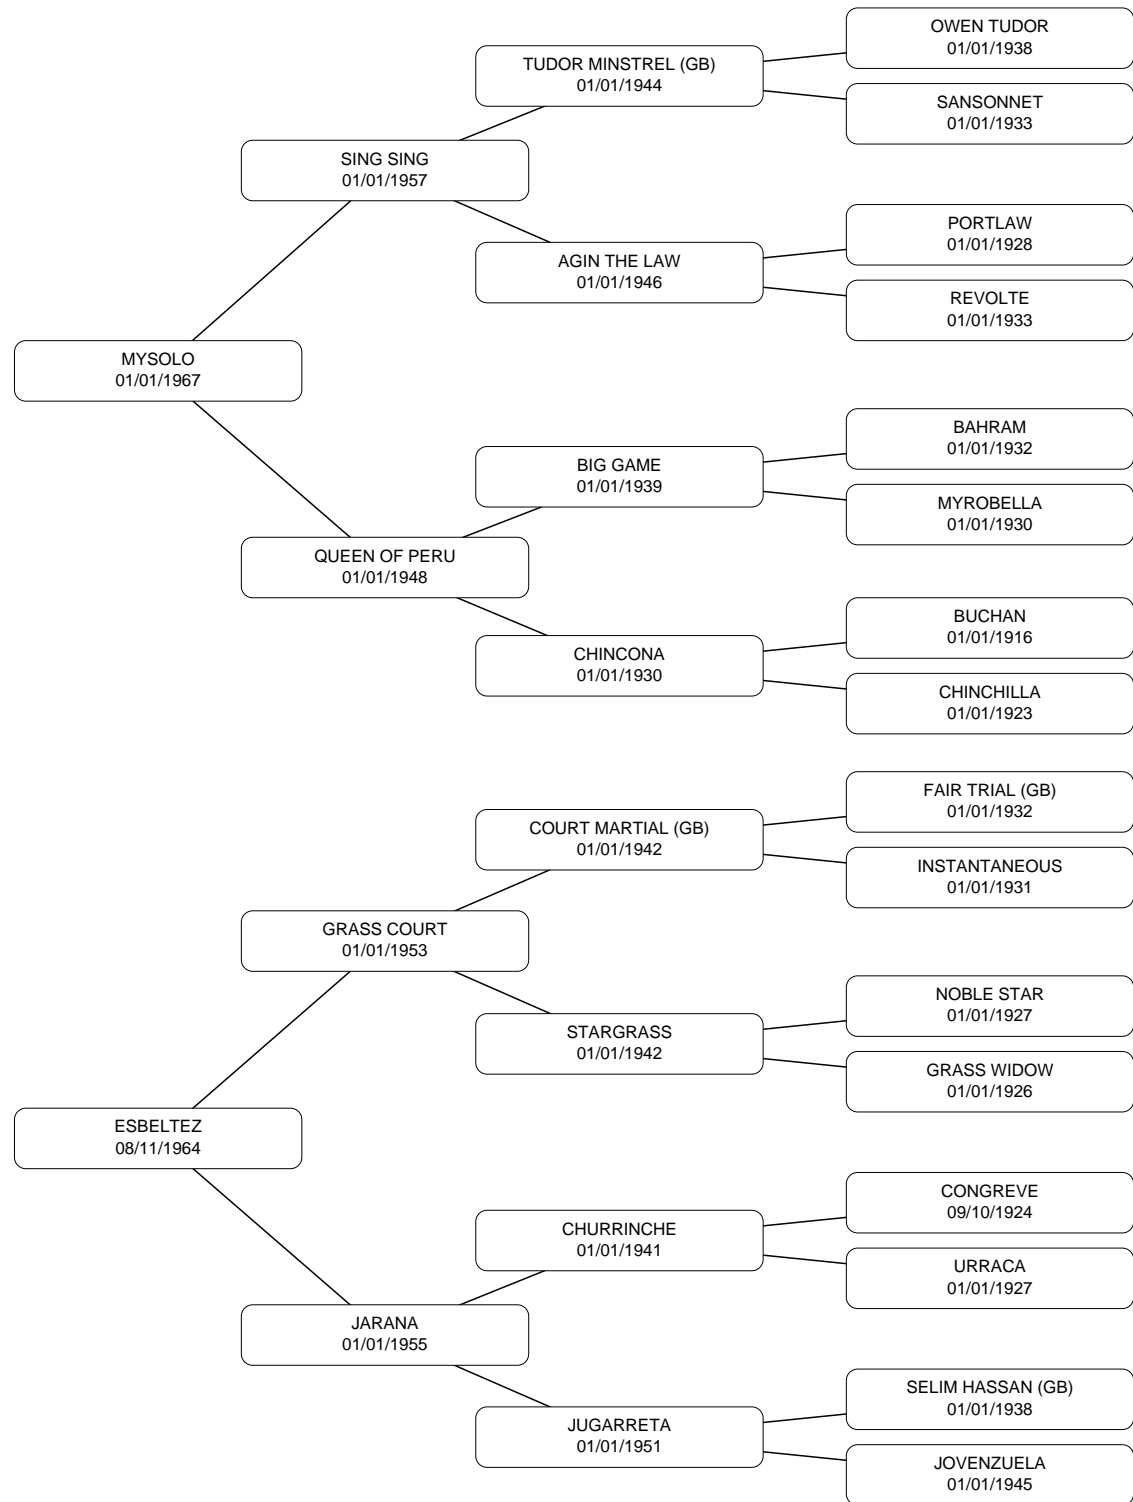 OWEN TUDOR
01/01/1938
TUDOR MINSTREL (GB)
01/01/1944
SANSONNET
01/01/1933
SING SING
01/01/1957
PORTLAW
01/01/1928
AGIN THE LAW
01/01/1946
REVOLTE
01/01/1933
MYSOLO
01/01/1967
BAHRAM
01/01/1932
BIG GAME
01/01/1939
MYROBELLA
01/01/1930
QUEEN OF PERU
01/01/1948
BUCHAN
01/01/1916
CHINCONA
01/01/1930
CHINCHILLA
01/01/1923
FAIR TRIAL (GB)
01/01/1932
COURT MARTIAL (GB)
01/01/1942
INSTANTANEOUS
01/01/1931
GRASS COURT
01/01/1953
NOBLE STAR
01/01/1927
STARGRASS
01/01/1942
GRASS WIDOW
01/01/1926
ESBELTEZ
08/11/1964
CONGREVE
09/10/1924
CHURRINCHE
01/01/1941
URRACA
01/01/1927
JARANA
01/01/1955
SELIM HASSAN (GB)
01/01/1938
JUGARRETA
01/01/1951
JOVENZUELA
01/01/1945